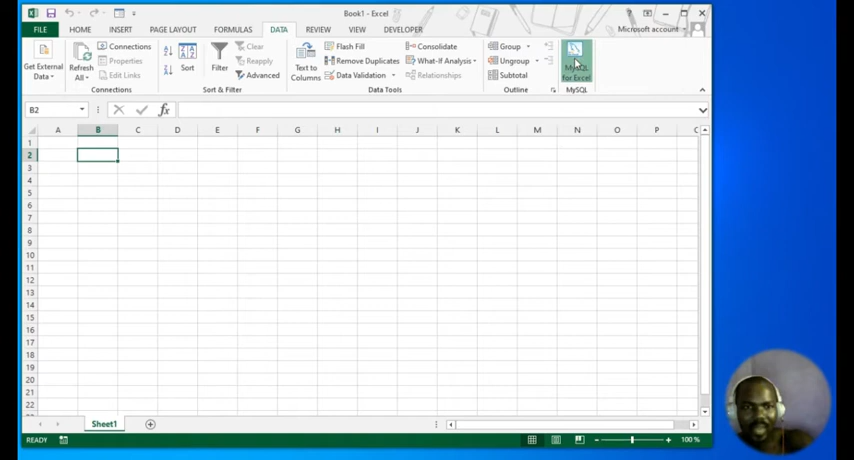 Book1 - Excel
FILE HOME INSERT PAGE LAYOUT FORMULAS DATA REVIEW VIEW DEVELOPER Microsoft account
Get External Data
Refresh All
Connections
Properties
Edit Links
Connections
Sort
Filter
Clear
Reapply
Advanced
Sort & Filter
Text to Columns
Flash Fill
Remove Duplicates
Data Validation
Consolidate
What-If Analysis
Relationships
Data Tools
Group
Ungroup
Subtotal
Outline
MySQL for Excel
MySQL
B2
fx
A B C D E F G H I J K L M N O P
1
2
3
4
5
6
7
8
9
10
11
12
13
14
15
16
17
18
19
20
21
22
Sheet1
READY 100 %